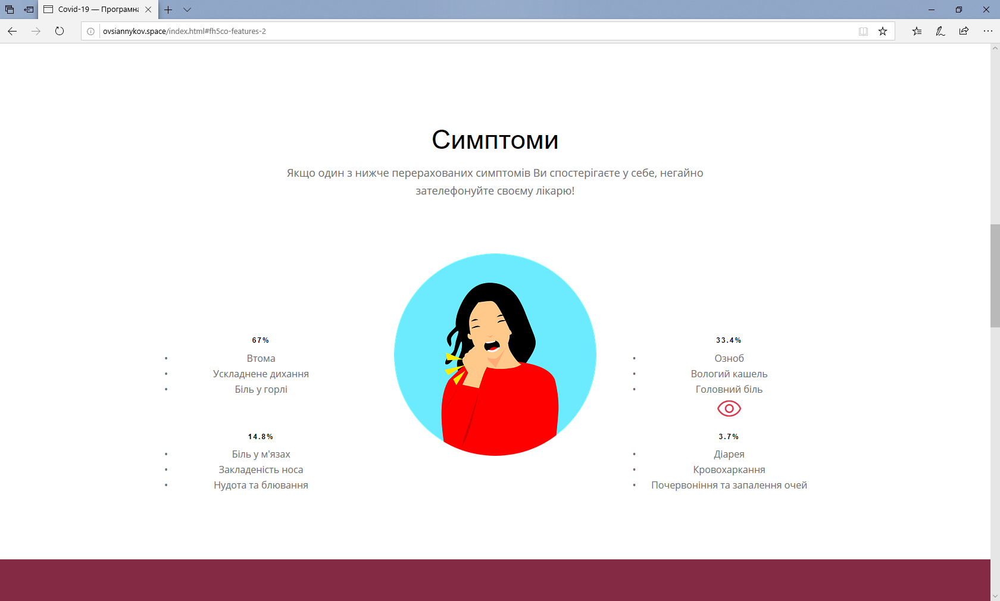 Covid-19 — Програмна
ovsiannykov.space/index.html#fh5co-features-2
Симптоми
Якщо один з нижче перерахованих симптомів Ви спостерігаєте у себе, негайно
зателефонуйте своєму лікарю!
67%
• Втома
• Ускладнене дихання
• Біль у горлі
14.8%
• Біль у м'язах
• Закладеність носа
• Нудота та блювання
33.4%
• Озноб
• Вологий кашель
• Головний біль
3.7%
• Діарея
• Кровохаркання
• Почервоніння та запалення очей